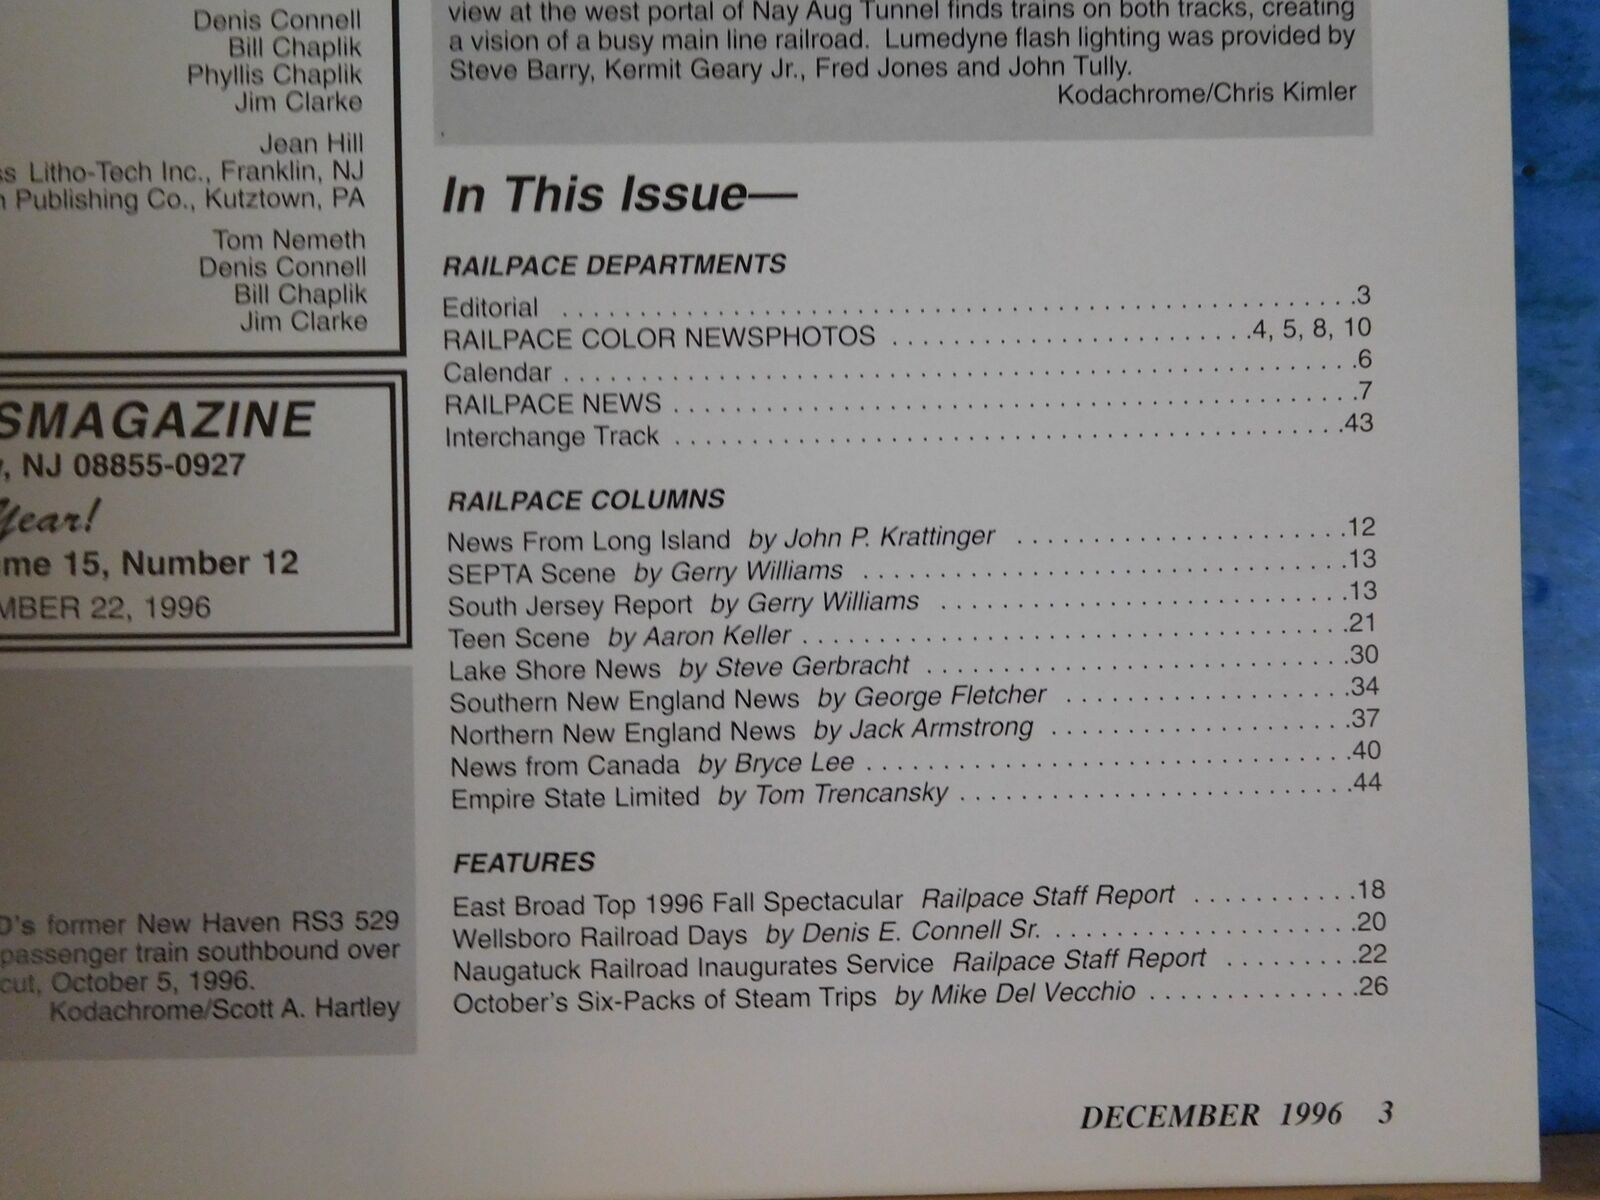 Denis Connell
Bill Chaplik
Phyllis Chaplik
Jim Clarke
Jean Hill
Litho-Tech Inc., Franklin, NJ
Publishing Co., Kutztown, PA
Tom Nemeth
Denis Connell
Bill Chaplik
Jim Clarke
SMAGAZINE
, NJ 08855-0927
Year!
me 15, Number 12
MBER 22, 1996
D's former New Haven RS3 529
passenger train southbound over
cut, October 5, 1996.
Kodachrome/Scott A. Hartley
view at the west portal of Nay Aug Tunnel finds trains on both tracks, creating
a vision of a busy main line railroad. Lumedyne flash lighting was provided by
Steve Barry, Kermit Geary Jr., Fred Jones and John Tully.
Kodachrome/Chris Kimler
In This Issue—
RAILPACE DEPARTMENTS
Editorial . . . . . . . . . . . . . . . . . . . .3
RAILPACE COLOR NEWSPHOTOS . . . . . . . . . . . . . . . . . . . .4, 5, 8, 10
Calendar . . . . . . . . . . . . . . . . . . . .6
RAILPACE NEWS . . . . . . . . . . . . . . . . . . . .7
Interchange Track . . . . . . . . . . . . . . . . . . . .43
RAILPACE COLUMNS
News From Long Island by John P. Krattinger . . . . . . . . . . . . . . . . . . . .12
SEPTA Scene by Gerry Williams . . . . . . . . . . . . . . . . . . . .13
South Jersey Report by Gerry Williams . . . . . . . . . . . . . . . . . . . .13
Teen Scene by Aaron Keller . . . . . . . . . . . . . . . . . . . .21
Lake Shore News by Steve Gerbracht . . . . . . . . . . . . . . . . . . . .30
Southern New England News by George Fletcher . . . . . . . . . . . . . . . .34
Northern New England News by Jack Armstrong . . . . . . . . . . . . . . . .37
News from Canada by Bryce Lee . . . . . . . . . . . . . . . . . . . .40
Empire State Limited by Tom Trencansky . . . . . . . . . . . . . . . . . . . .44
FEATURES
East Broad Top 1996 Fall Spectacular Railpace Staff Report . . . . . . . . . . .18
Wellsboro Railroad Days by Denis E. Connell Sr. . . . . . . . . . . . . . . . .20
Naugatuck Railroad Inaugurates Service Railpace Staff Report . . . . . . . . .22
October's Six-Packs of Steam Trips by Mike Del Vecchio . . . . . . . . . . . . . .26
DECEMBER 1996 3